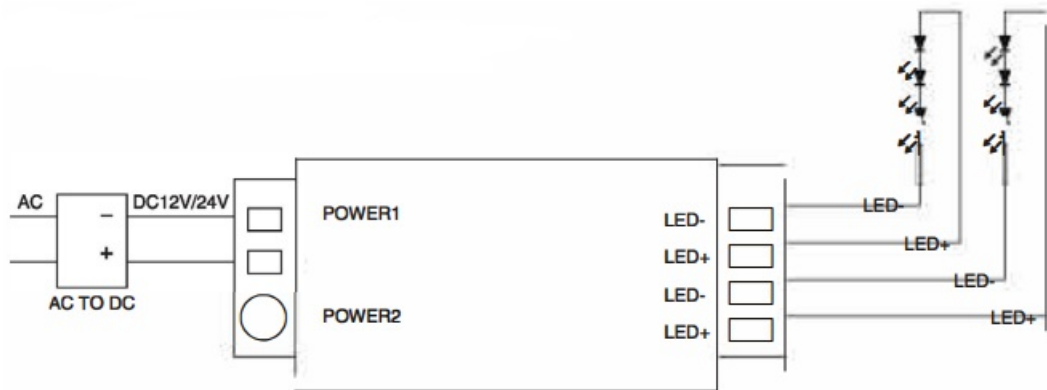 AC
DC12V/24V
−
+
AC TO DC
POWER1
POWER2
LED-
LED+
LED-
LED+
LED-
LED+
LED-
LED+